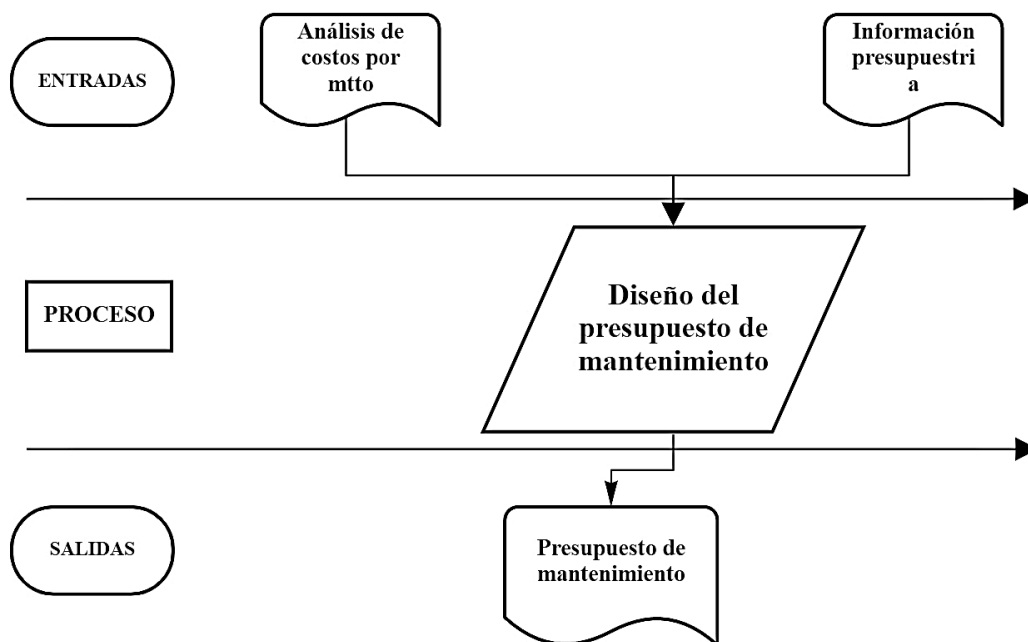 ENTRADAS
Análisis de
costos por
mtto
Información
presupuestri
a
PROCESO
Diseño del
presupuesto de
mantenimiento
SALIDAS
Presupuesto de
mantenimiento